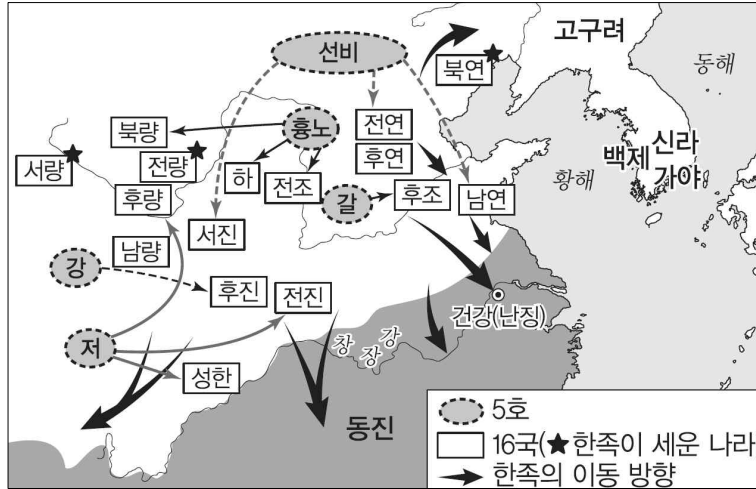 고구려
선비
북연
동해
북량
흉노
전연
서량
전량
하
후연
신라
백제
가야
후량
전조
갈
후조
남연
황해
서진
남량
강
후진
전진
건강(난징)
저
창장강
성한
동진
5호
16국(★한족이 세운 나라
한족의 이동 방향